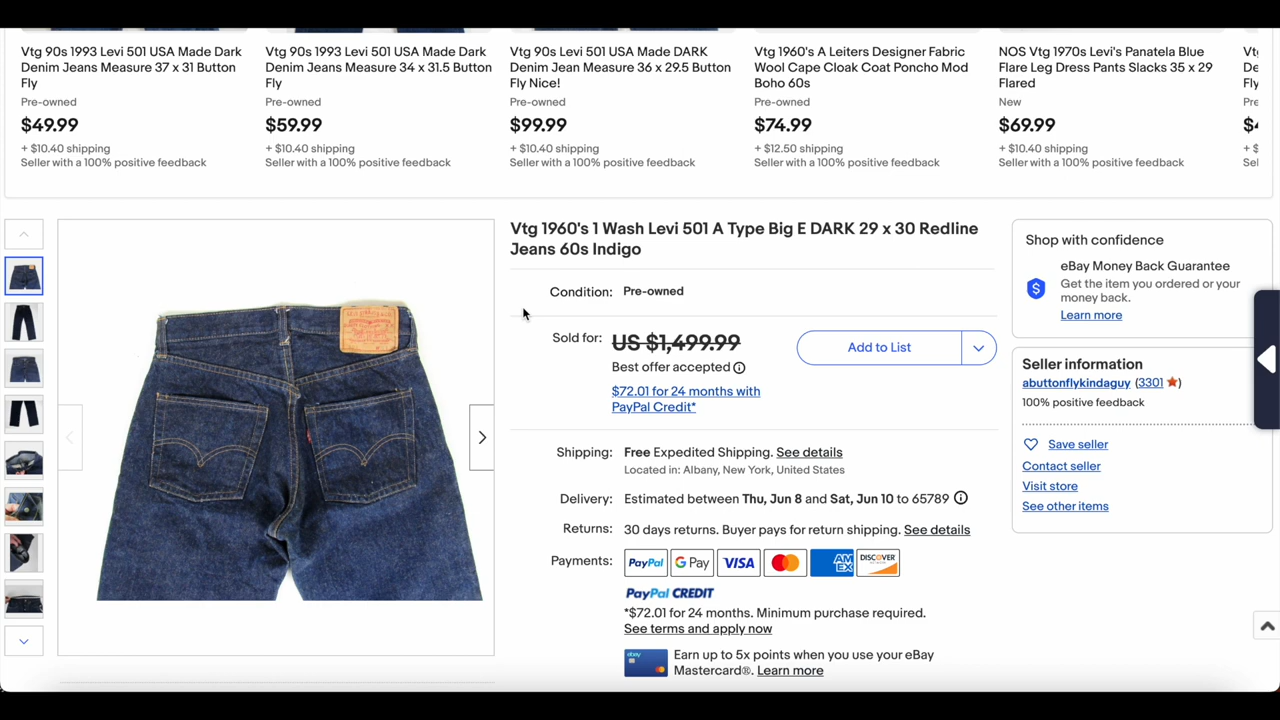 Vtg 90s 1993 Levi 501 USA Made Dark
Denim Jeans Measure 37 x 31 Button
Fly
Pre-owned
$49.99
+ $10.40 shipping
Seller with a 100% positive feedback
Vtg 90s 1993 Levi 501 USA Made Dark
Denim Jeans Measure 34 x 31.5 Button
Fly
Pre-owned
$59.99
+ $10.40 shipping
Seller with a 100% positive feedback
Vtg 90s Levi 501 USA Made DARK
Denim Jean Measure 36 x 29.5 Button
Fly Nice!
Pre-owned
$99.99
+ $10.40 shipping
Seller with a 100% positive feedback
Vtg 1960's A Leiters Designer Fabric
Wool Cape Cloak Coat Poncho Mod
Boho 60s
Pre-owned
$74.99
+ $12.50 shipping
Seller with a 100% positive feedback
NOS Vtg 1970s Levi's Panatela Blue
Flare Leg Dress Pants Slacks 35 x 29
Flared
New
$69.99
+ $10.40 shipping
Seller with a 100% positive feedback
Vtg 1960's 1 Wash Levi 501 A Type Big E DARK 29 x 30 Redline
Jeans 60s Indigo
Condition: Pre-owned
Sold for: US $1,499.99
Best offer accepted
$72.01 for 24 months with
PayPal Credit*
Add to List
Shipping: Free Expedited Shipping. See details
Located in: Albany, New York, United States
Delivery: Estimated between Thu, Jun 8 and Sat, Jun 10 to 65789
Returns: 30 days returns. Buyer pays for return shipping. See details
Payments: PayPal G Pay VISA AM EX DISCOVER
PayPal CREDIT
*$72.01 for 24 months. Minimum purchase required.
See terms and apply now
ebay
Earn up to 5x points when you use your eBay
Mastercard®. Learn more
Shop with confidence
eBay Money Back Guarantee
Get the item you ordered or your
money back.
Learn more
Seller information
abuttonflykindaguy (3301)
100% positive feedback
Save seller
Contact seller
Visit store
See other items